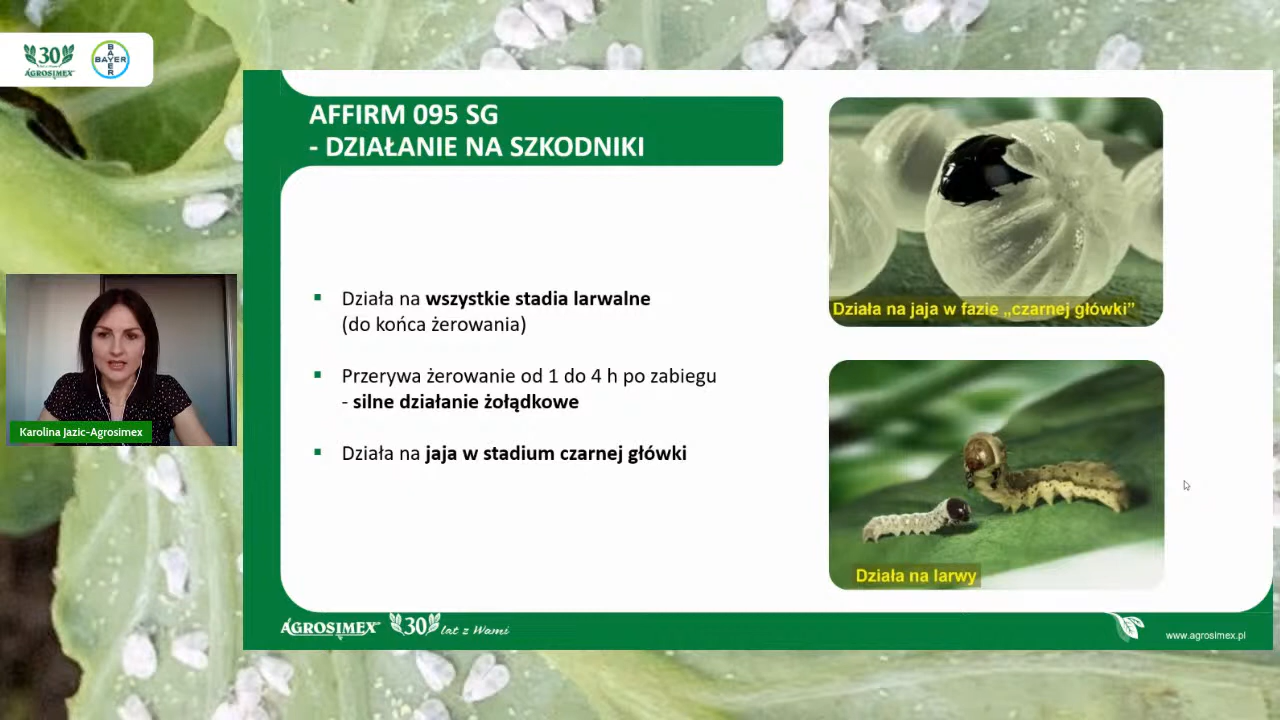 30
AGROSIMEX
BAYER
BAYER
AFFIRM 095 SG
- DZIAŁANIE NA SZKODNIKI
Działa na wszystkie stadia larwalne
(do końca żerowania)
Przerywa żerowanie od 1 do 4 h po zabiegu
- silne działanie żołądkowe
Działa na jaja w stadium czarnej główki
Działa na jaja w fazie „czarnej główki”
Działa na larwy
Karolina Jazic-Agrosimex
AGROSIMEX 30 lat z Wami
www.agrosimex.pl